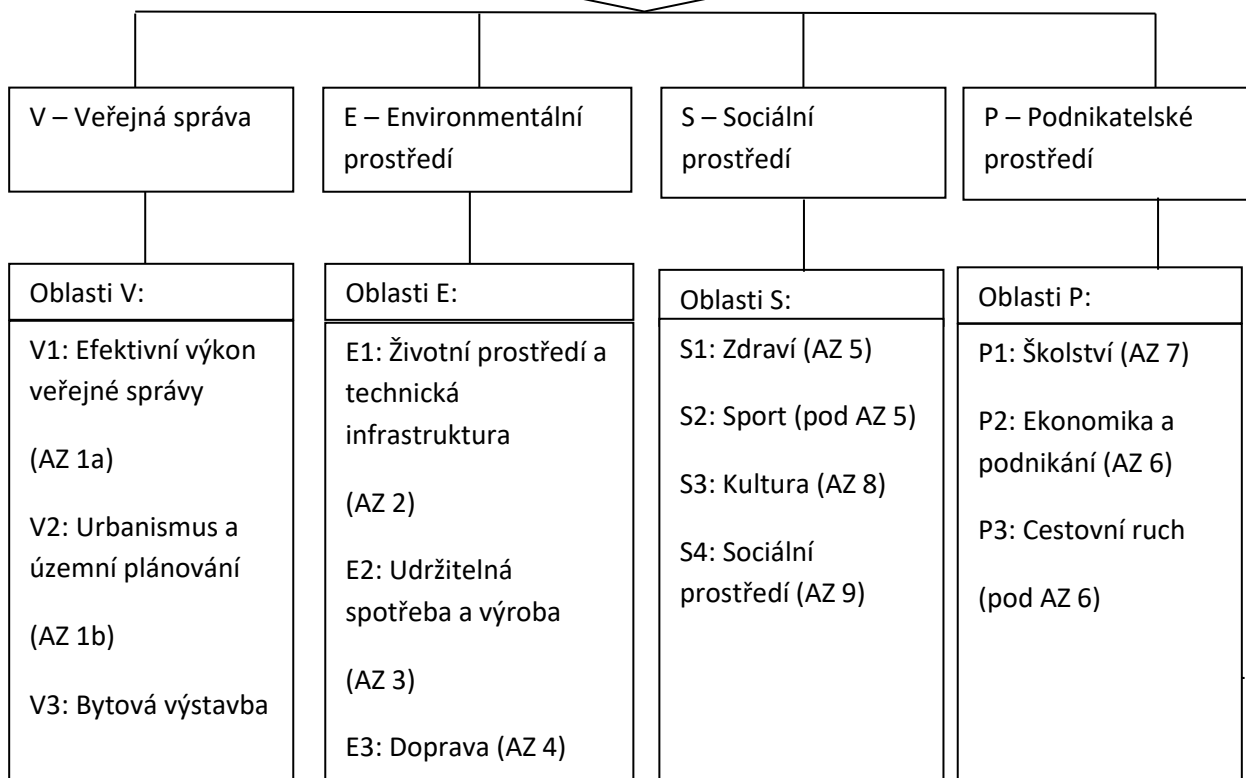 V – Veřejná správa
E – Environmentální
prostředí
S – Sociální
prostředí
P – Podnikatelské
prostředí
Oblasti V:
V1: Efektivní výkon
veřejné správy
(AZ 1a)
V2: Urbanismus a
územní plánování
(AZ 1b)
V3: Bytová výstavba
Oblasti E:
E1: Životní prostředí a
technická
infrastruktura
(AZ 2)
E2: Udržitelná
spotřeba a výroba
(AZ 3)
E3: Doprava (AZ 4)
Oblasti S:
S1: Zdraví (AZ 5)
S2: Sport (pod AZ 5)
S3: Kultura (AZ 8)
S4: Sociální
prostředí (AZ 9)
Oblasti P:
P1: Školství (AZ 7)
P2: Ekonomika a
podnikání (AZ 6)
P3: Cestovní ruch
(pod AZ 6)